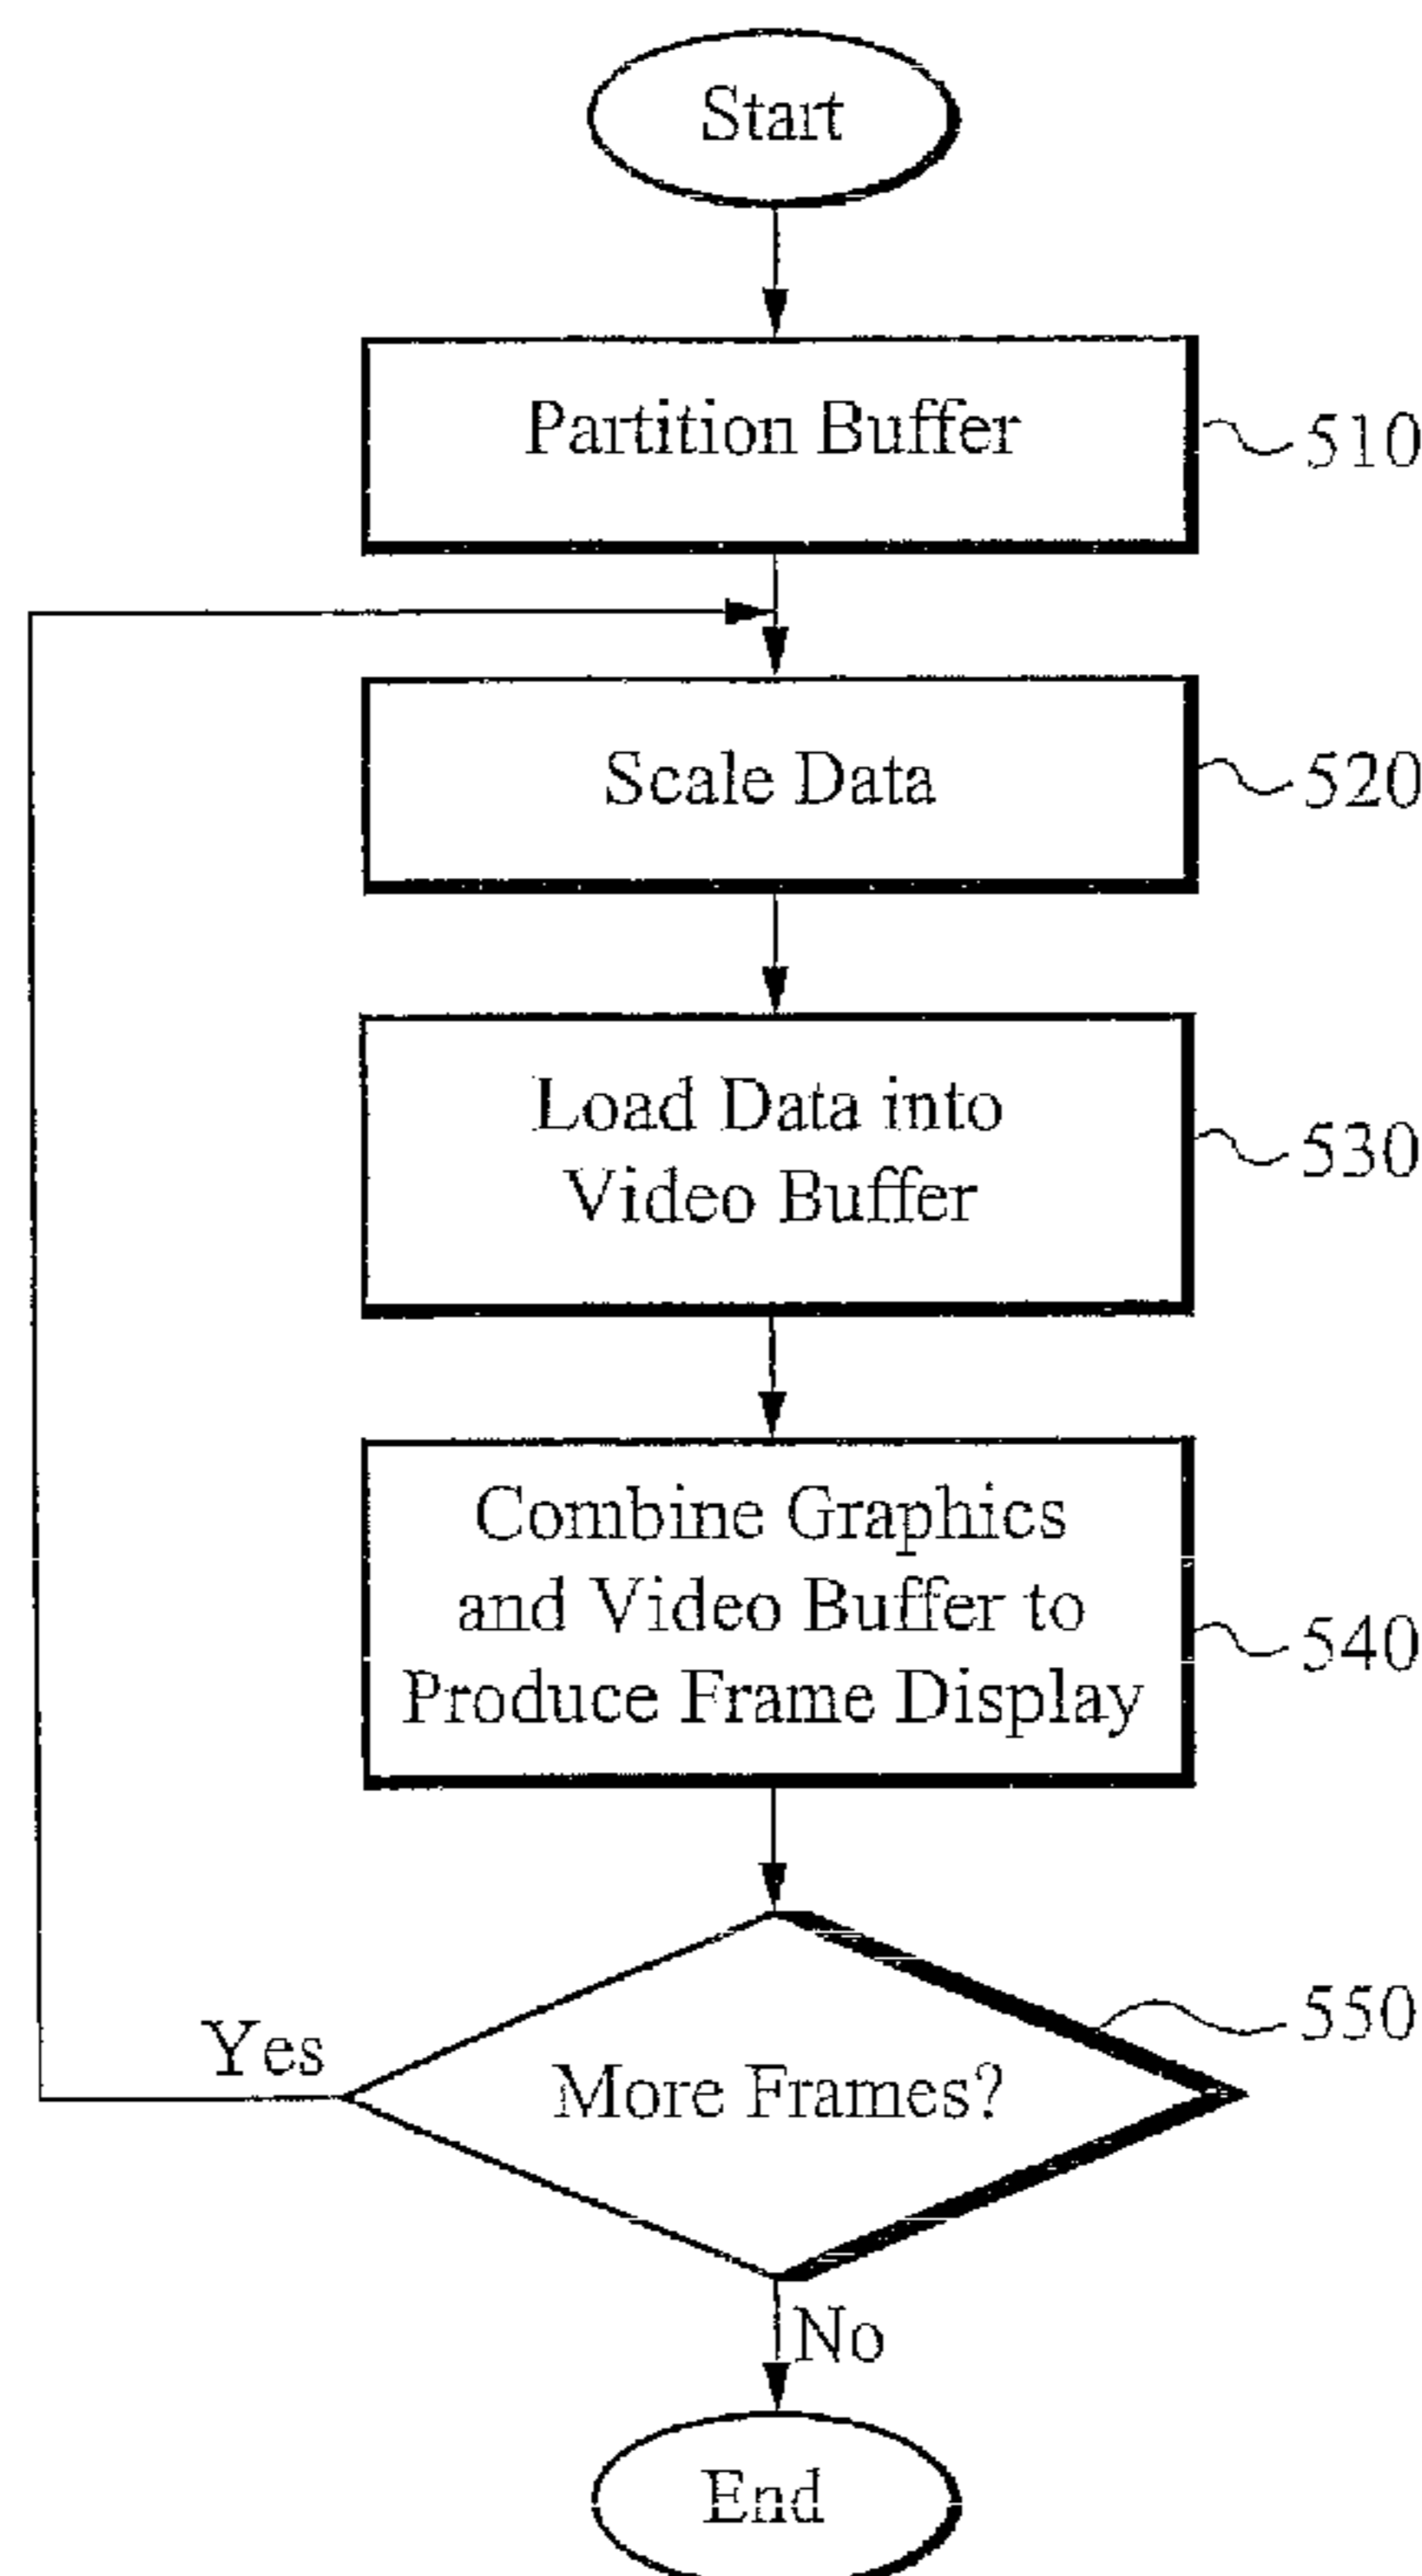 Start
Partition Buffer
510
Scale Data
520
Load Data into
Video Buffer
530
Combine Graphics
and Video Buffer to
Produce Frame Display
540
550
Yes
More Frames?
No
End